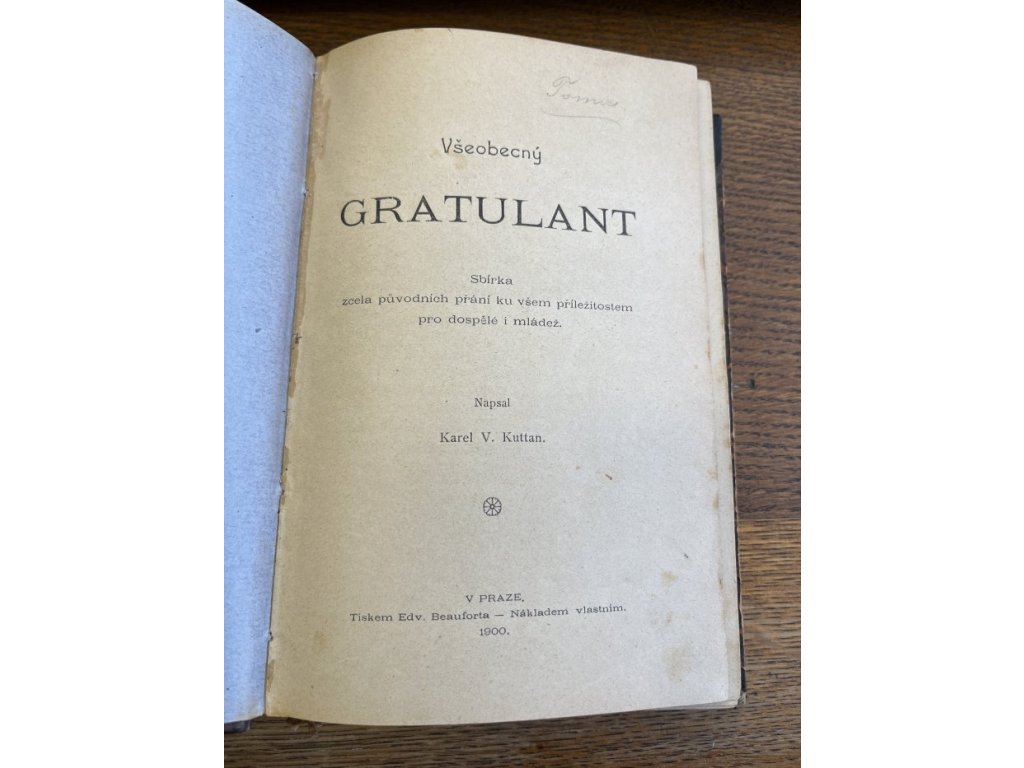 Všeobecný
GRATULANT
Sbírka
zcela původních přání ku všem příležitostem
pro dospělé i mládež.
Napsal
Karel V. Kuttan.
V PRAZE,
Tiskem Edv. Beauforta — Nákladem vlastním.
1900.